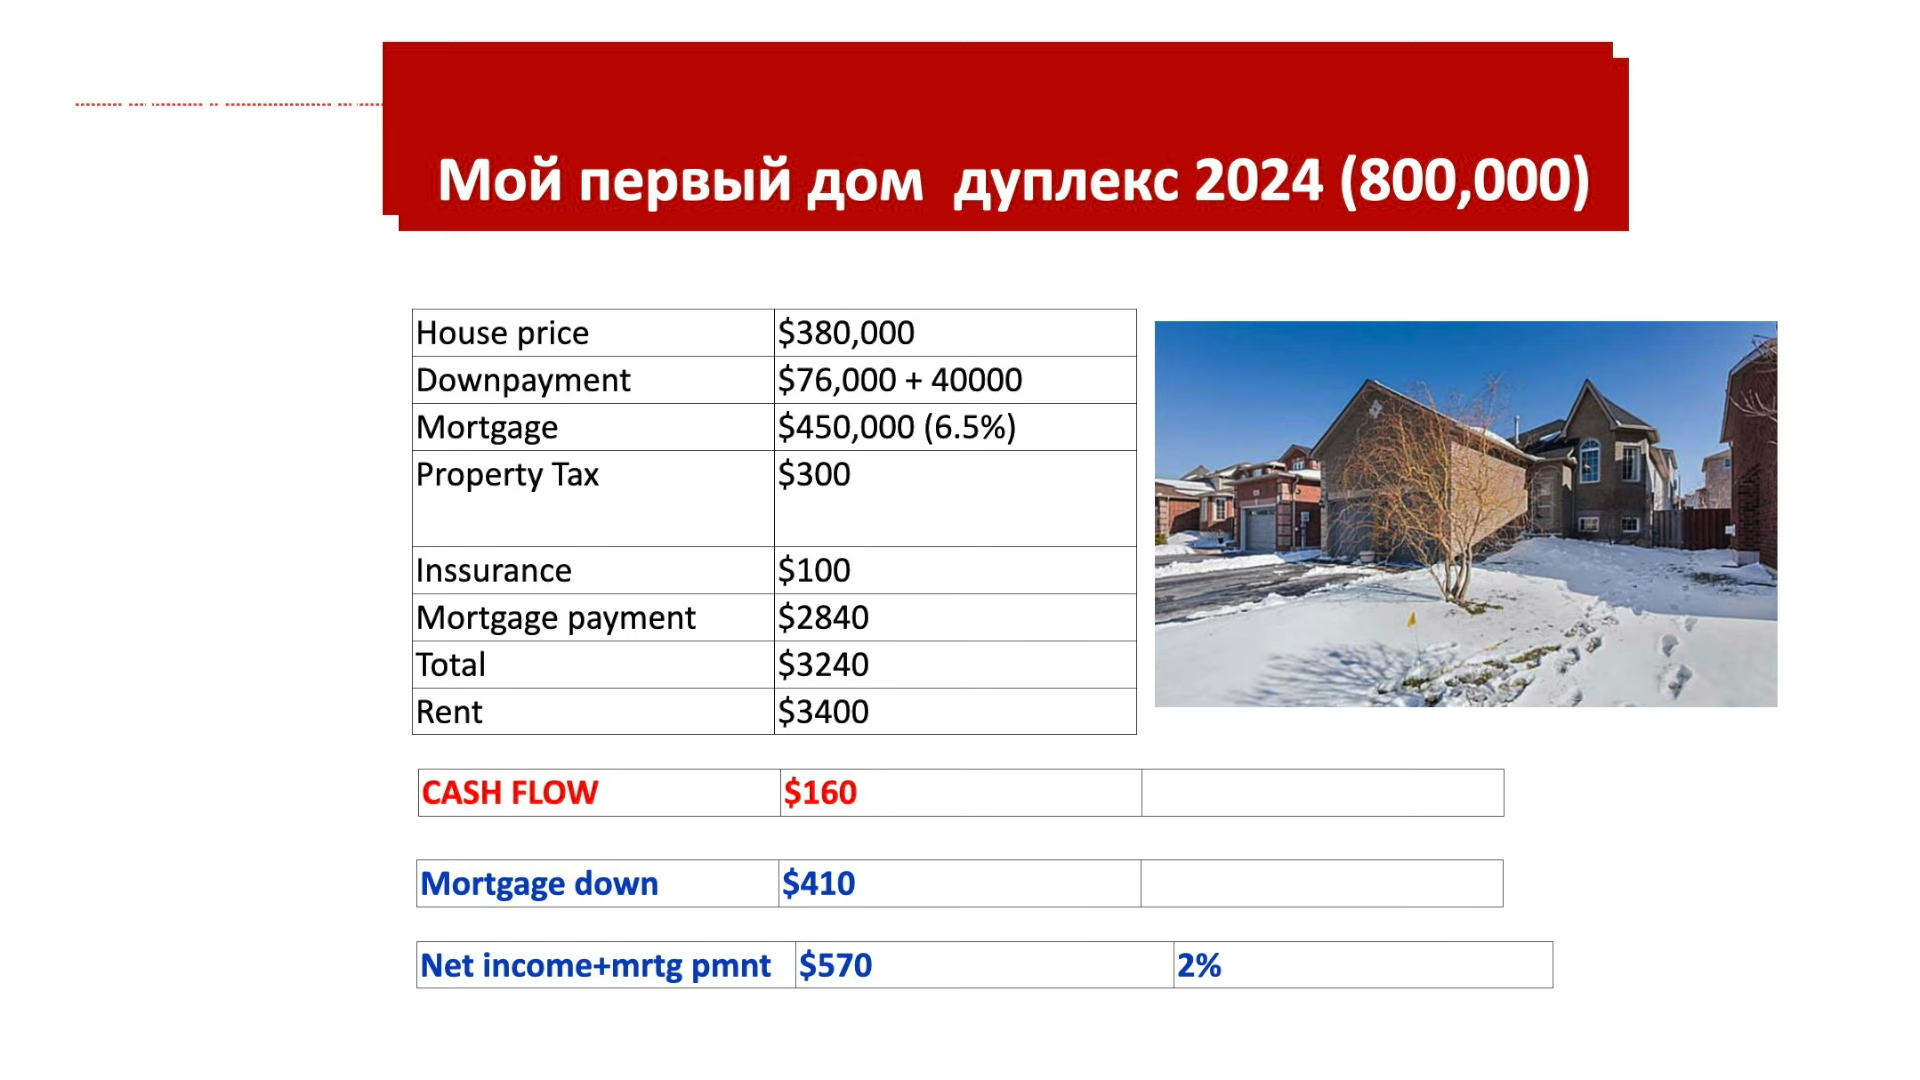 Мой первый дом дуплекс 2024 (800,000)
House price $380,000
Downpayment $76,000 + 40000
Mortgage $450,000 (6.5%)
Property Tax $300
Inssurance $100
Mortgage payment $2840
Total $3240
Rent $3400
CASH FLOW $160
Mortgage down $410
Net income+mrtg pmnt $570 2%